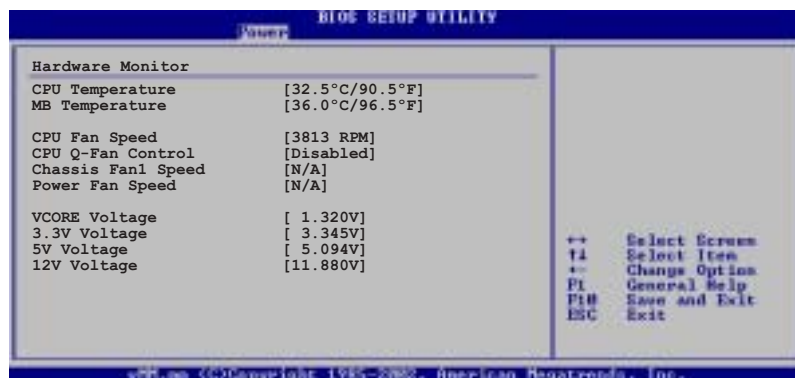 BIOS SETUP UTILITY
Power
Hardware Monitor
CPU Temperature [32.5°C/90.5°F]
MB Temperature [36.0°C/96.5°F]
CPU Fan Speed [3813 RPM]
CPU Q-Fan Control [Disabled]
Chassis Fan1 Speed [N/A]
Power Fan Speed [N/A]
VCORE Voltage [ 1.320V]
3.3V Voltage [ 3.345V]
5V Voltage [ 5.094V]
12V Voltage [11.880V]
↔ Select Screen
↑↓ Select Item
+- Change Option
F1 General Help
F10 Save and Exit
ESC Exit
(C)Copyright 1985-2002, American Megatrends, Inc.